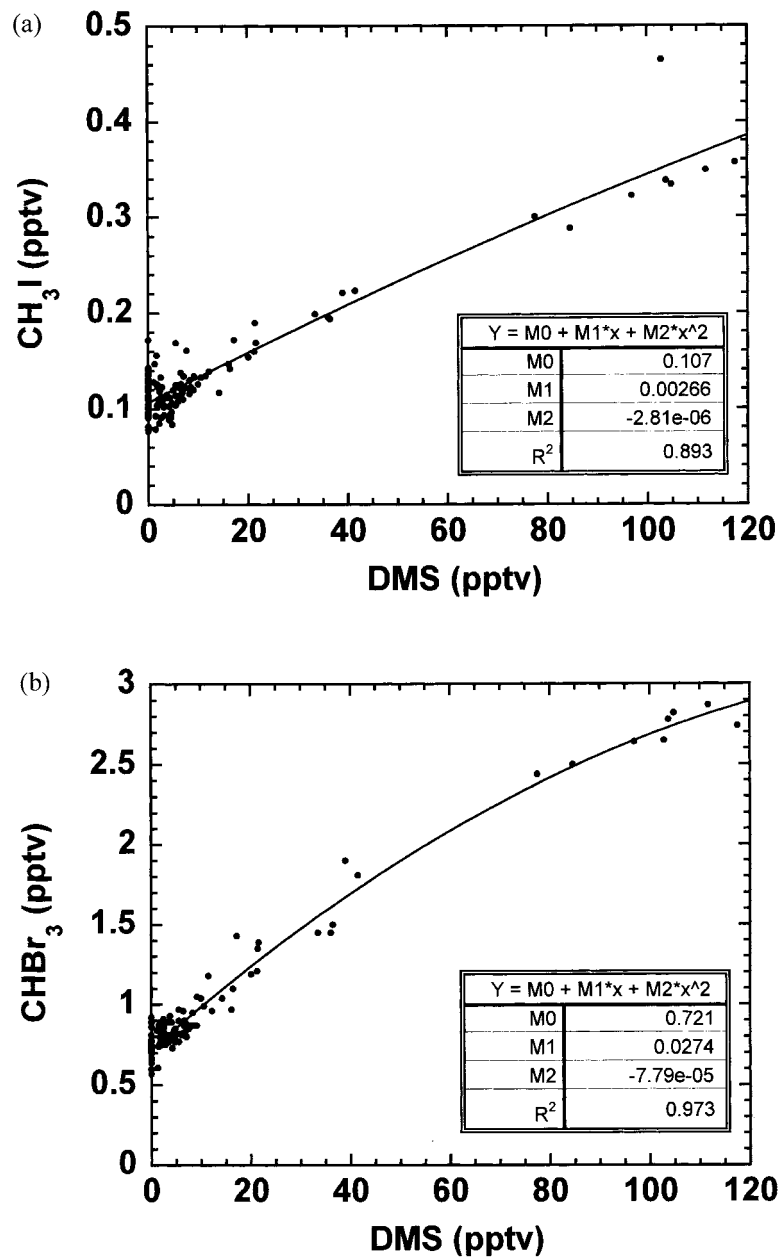 (a)
0.5
0.4
0.3
0.2
0.1
0
CH3I (pptv)
Y = M0 + M1*x + M2*x^2
M0 0.107
M1 0.00266
M2 -2.81e-06
R2 0.893
0 20 40 60 80 100 120
DMS (pptv)
(b)
3
2.5
2
1.5
1
0.5
0
CHBr3 (pptv)
Y = M0 + M1*x + M2*x^2
M0 0.721
M1 0.0274
M2 -7.79e-05
R2 0.973
0 20 40 60 80 100 120
DMS (pptv)